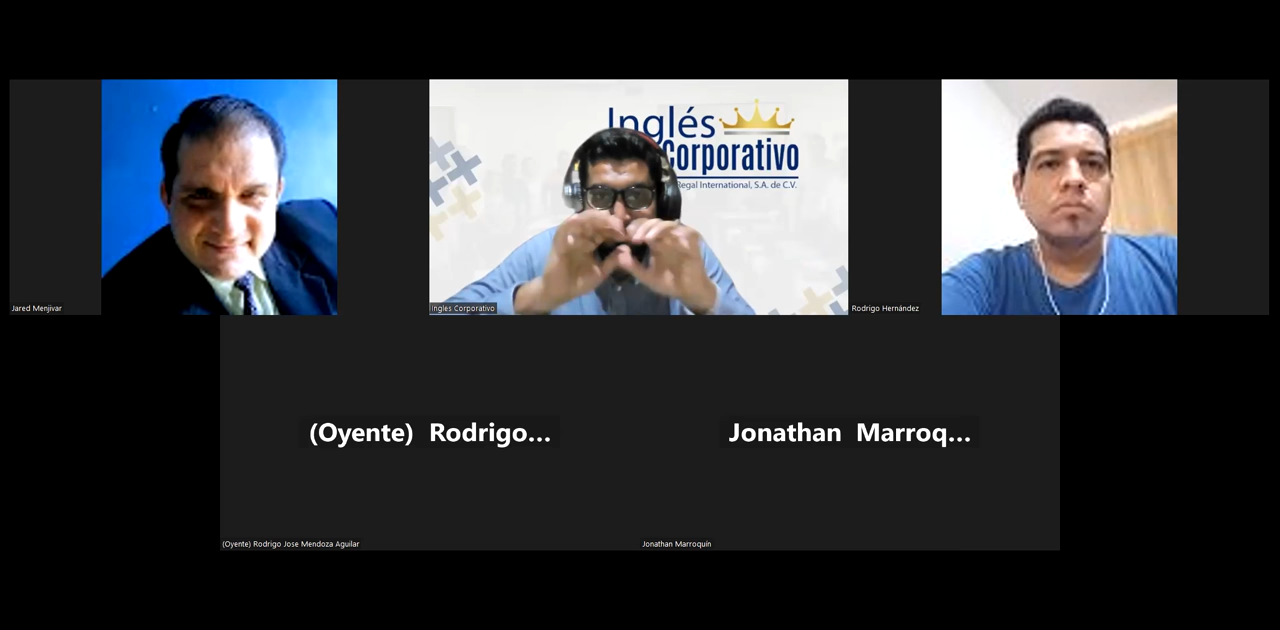 Inglés
Corporativo
Regal International, S.A. de C.V.
Jared Menjivar
Ingles Corporativo
Rodrigo Hernández
(Oyente) Rodrigo...
Jonathan Marroq...
(Oyente) Rodrigo Jose Mendoza Aguilar
Jonathan Marroquín